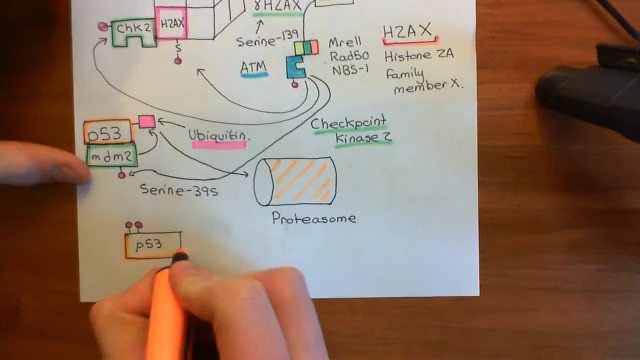 γH2AX
Chk2
H2AX
S
Serine-139
ATM
Mre11
Rad50
NBS-1
H2AX
Histone 2A
family
member X.
p53
mdm2
Ubiquitin.
Checkpoint
kinase 2
Serine-395
Proteasome
p53